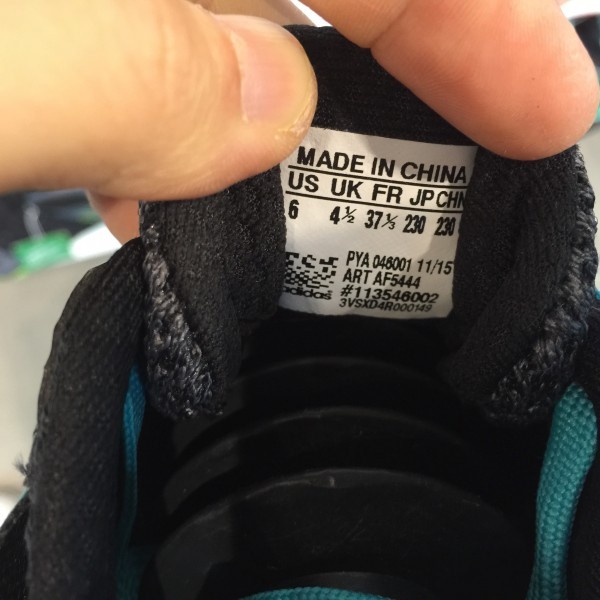 MADE IN CHINA
US UK FR JP CHN
6 4½ 37⅓ 230 230
PYA 046001 11/15
ART AF5444
adidas #113546002
3VSXD4R000149